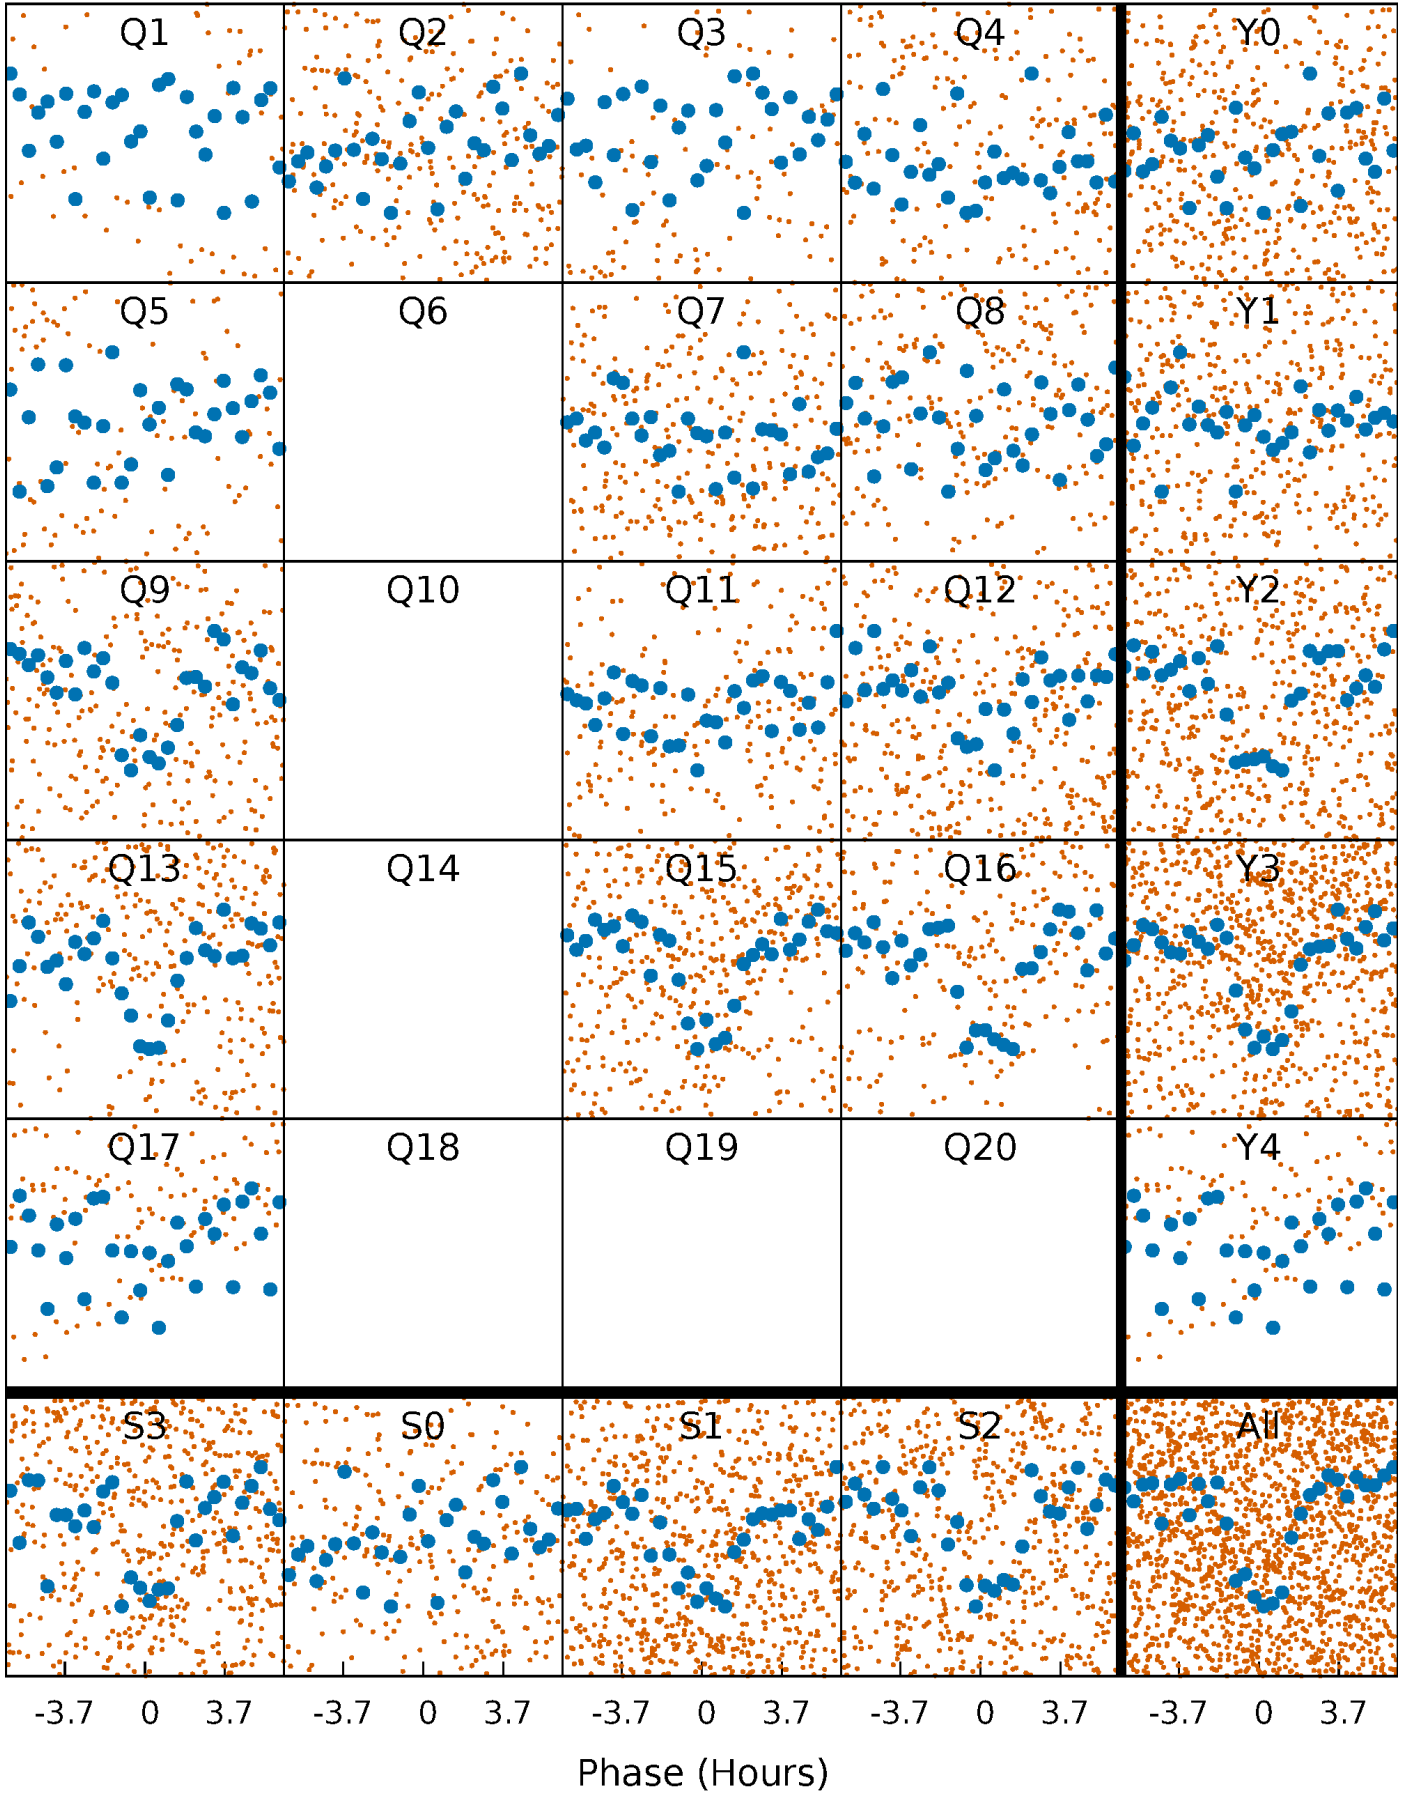 Q1 Q2 Q3 Q4 Y0
Q5 Q6 Q7 Q8 Y1
Q9 Q10 Q11 Q12 Y2
Q13 Q14 Q15 Q16 Y3
Q17 Q18 Q19 Q20 Y4
S3 S0 S1 S2 All
-3.7 0 3.7 -3.7 0 3.7 -3.7 0 3.7 -3.7 0 3.7 -3.7 0 3.7
Phase (Hours)